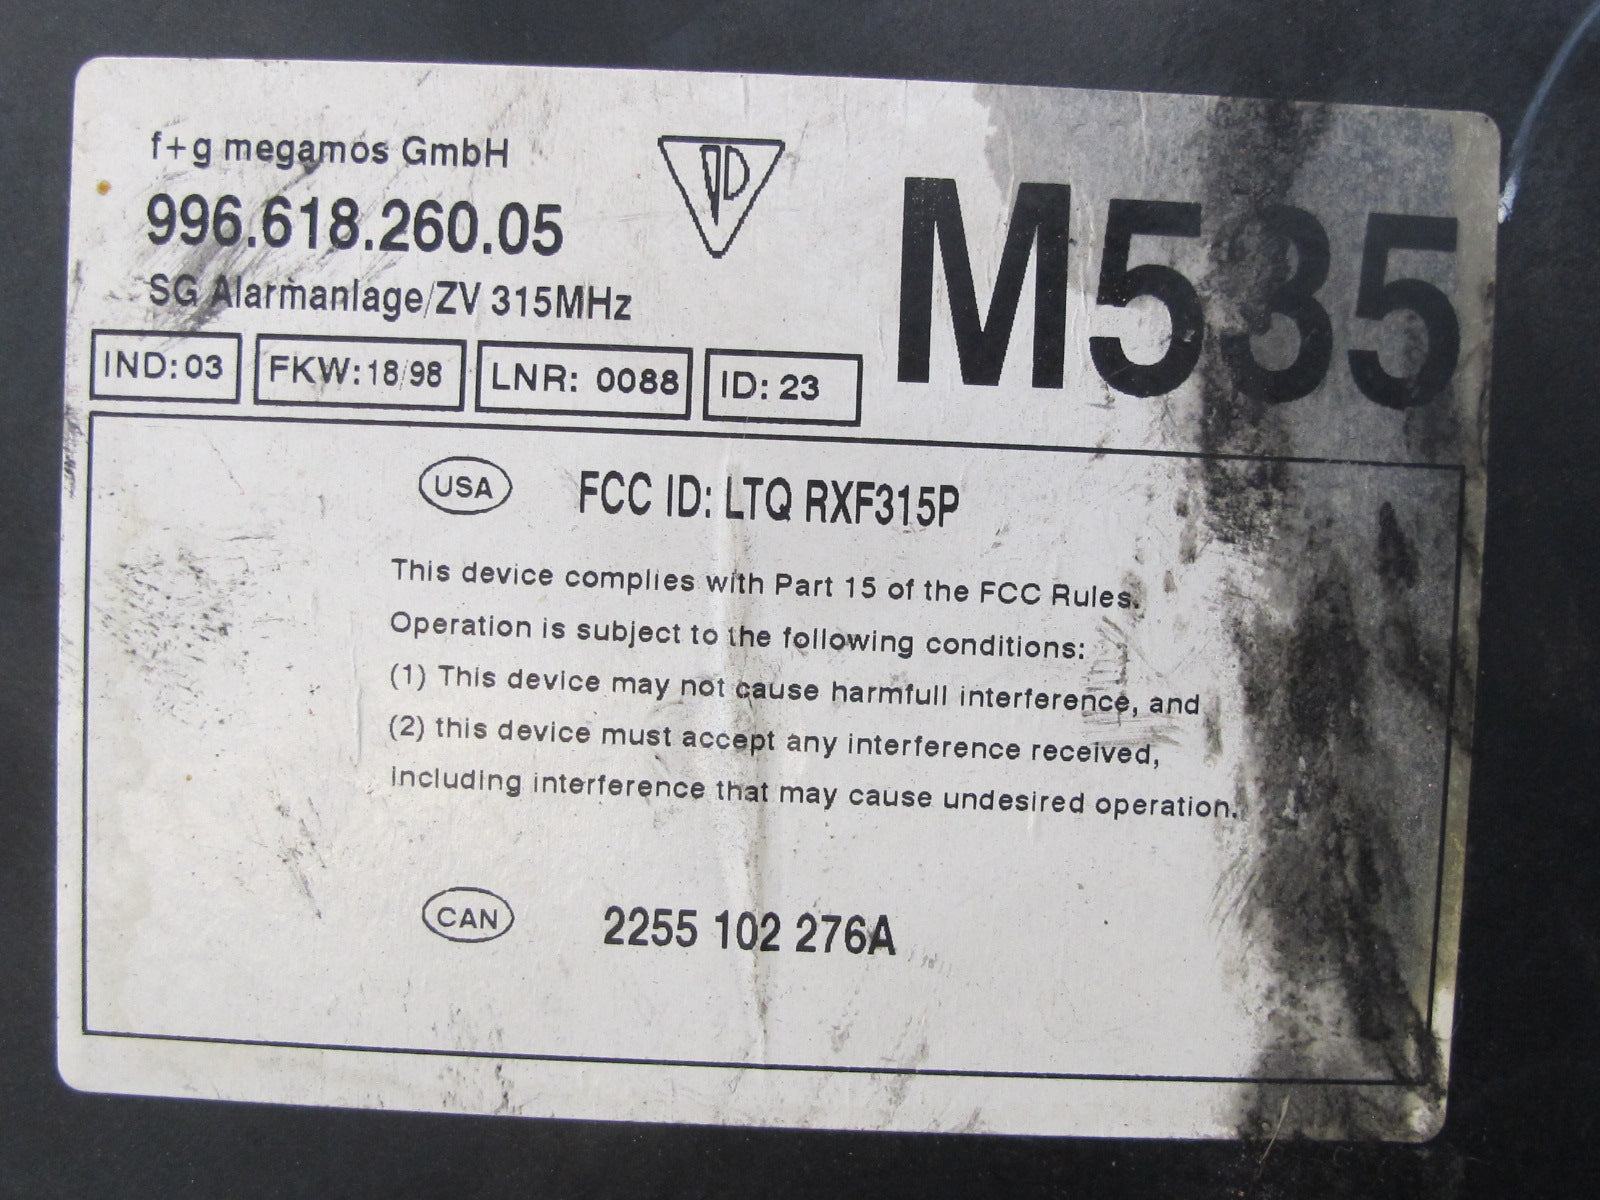 f+g megamos GmbH
996.618.260.05
SG Alarmanlage/ZV 315MHz
M535
IND: 03
FKW: 18/98
LNR: 0088
ID: 23
USA
FCC ID: LTQ RXF315P
This device complies with Part 15 of the FCC Rules.
Operation is subject to the following conditions:
(1) This device may not cause harmfull interference, and
(2) this device must accept any interference received,
including interference that may cause undesired operation.
CAN
2255 102 276A